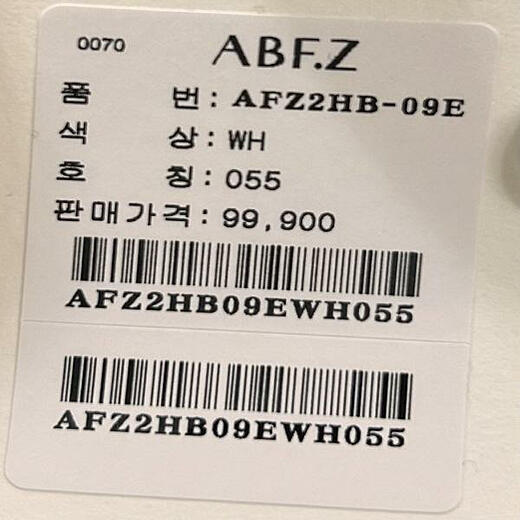 0070 ABF.Z
품 번 : AFZ2HB-09E
색 상 : WH
호 칭 : 055
판매가격 : 99,900
AFZ2HB09EWH055
AFZ2HB09EWH055